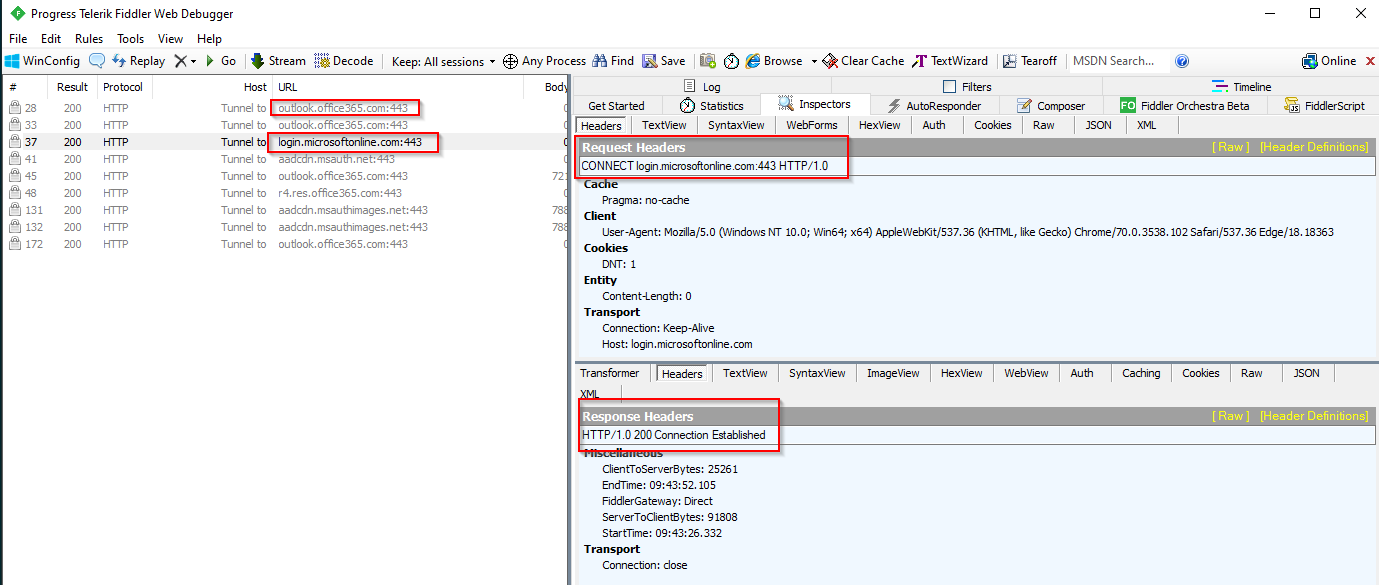 Progress Telerik Fiddler Web Debugger
File Edit Rules Tools View Help
WinConfig Replay Go Stream Decode Keep: All sessions Any Process Find Save Browse Clear Cache TextWizard Tearoff MSDN Search... Online
# Result Protocol Host URL Body
28 200 HTTP Tunnel to outlook.office365.com:443 0
33 200 HTTP Tunnel to outlook.office365.com:443 0
37 200 HTTP Tunnel to login.microsoftonline.com:443 0
41 200 HTTP Tunnel to aadcdn.msauth.net:443 0
45 200 HTTP Tunnel to outlook.office365.com:443 721
48 200 HTTP Tunnel to r4.res.office365.com:443 0
131 200 HTTP Tunnel to aadcdn.msauthimages.net:443 788
132 200 HTTP Tunnel to aadcdn.msauthimages.net:443 788
172 200 HTTP Tunnel to outlook.office365.com:443 0
Log Filters Timeline
Get Started Statistics Inspectors AutoResponder Composer FO Fiddler Orchestra Beta FiddlerScript
Headers TextView SyntaxView WebForms HexView Auth Cookies Raw JSON XML
Request Headers [ Raw ] [Header Definitions]
CONNECT login.microsoftonline.com:443 HTTP/1.0
Cache
Pragma: no-cache
Client
User-Agent: Mozilla/5.0 (Windows NT 10.0; Win64; x64) AppleWebKit/537.36 (KHTML, like Gecko) Chrome/70.0.3538.102 Safari/537.36 Edge/18.18363
Cookies
DNT: 1
Entity
Content-Length: 0
Transport
Connection: Keep-Alive
Host: login.microsoftonline.com
Transformer Headers TextView SyntaxView ImageView HexView WebView Auth Caching Cookies Raw JSON
XML
Response Headers [ Raw ] [Header Definitions]
HTTP/1.0 200 Connection Established
Miscellaneous
ClientToServerBytes: 25261
EndTime: 09:43:52.105
FiddlerGateway: Direct
ServerToClientBytes: 91808
StartTime: 09:43:26.332
Transport
Connection: close